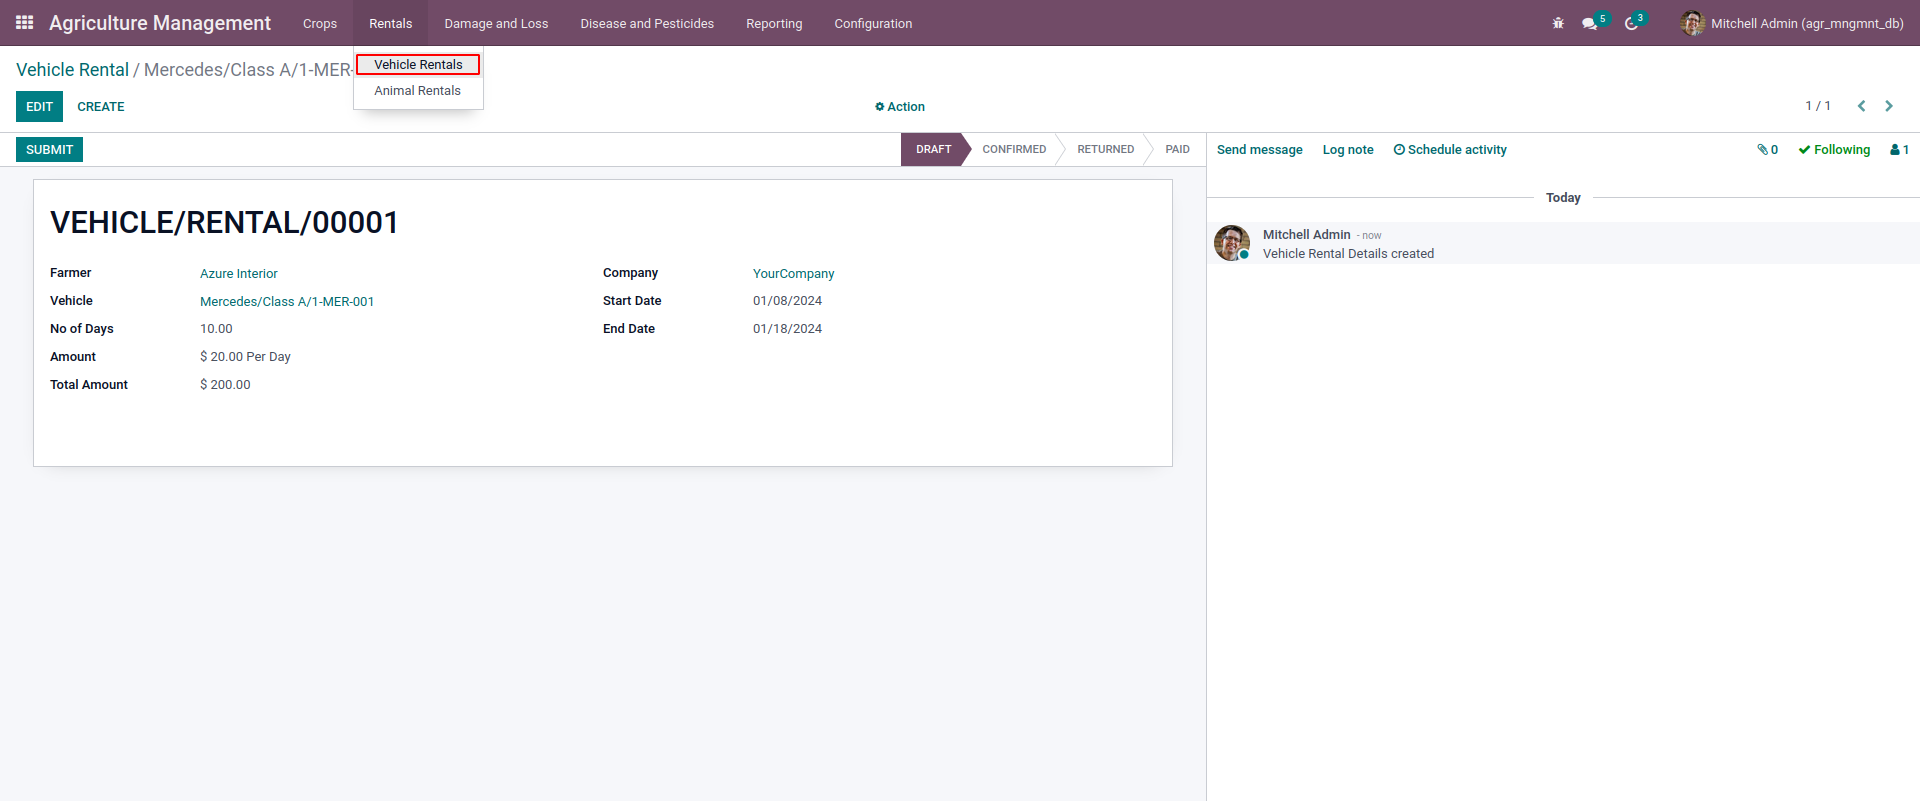 Agriculture Management Crops Rentals Damage and Loss Disease and Pesticides Reporting Configuration 5 3 Mitchell Admin (agr_mngmnt_db)
Vehicle Rentals
Animal Rentals
Vehicle Rental / Mercedes/Class A/1-MER-
EDIT CREATE Action 1 / 1
SUBMIT DRAFT CONFIRMED RETURNED PAID Send message Log note Schedule activity 0 Following 1
VEHICLE/RENTAL/00001
Farmer Azure Interior Company YourCompany
Vehicle Mercedes/Class A/1-MER-001 Start Date 01/08/2024
No of Days 10.00 End Date 01/18/2024
Amount $ 20.00 Per Day
Total Amount $ 200.00
Today
Mitchell Admin - now
Vehicle Rental Details created